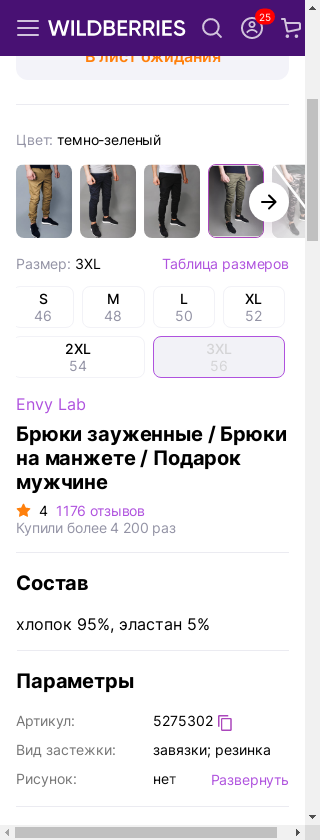 WILDBERRIES
25
В лист ожидания
Цвет: темно-зеленый
Размер: 3XL
Таблица размеров
S
46
M
48
L
50
XL
52
2XL
54
3XL
56
Envy Lab
Брюки зауженные / Брюки
на манжете / Подарок
мужчине
4 1176 отзывов
Купили более 4 200 раз
Состав
хлопок 95%, эластан 5%
Параметры
Артикул: 5275302
Вид застежки: завязки; резинка
Рисунок: нет
Развернуть